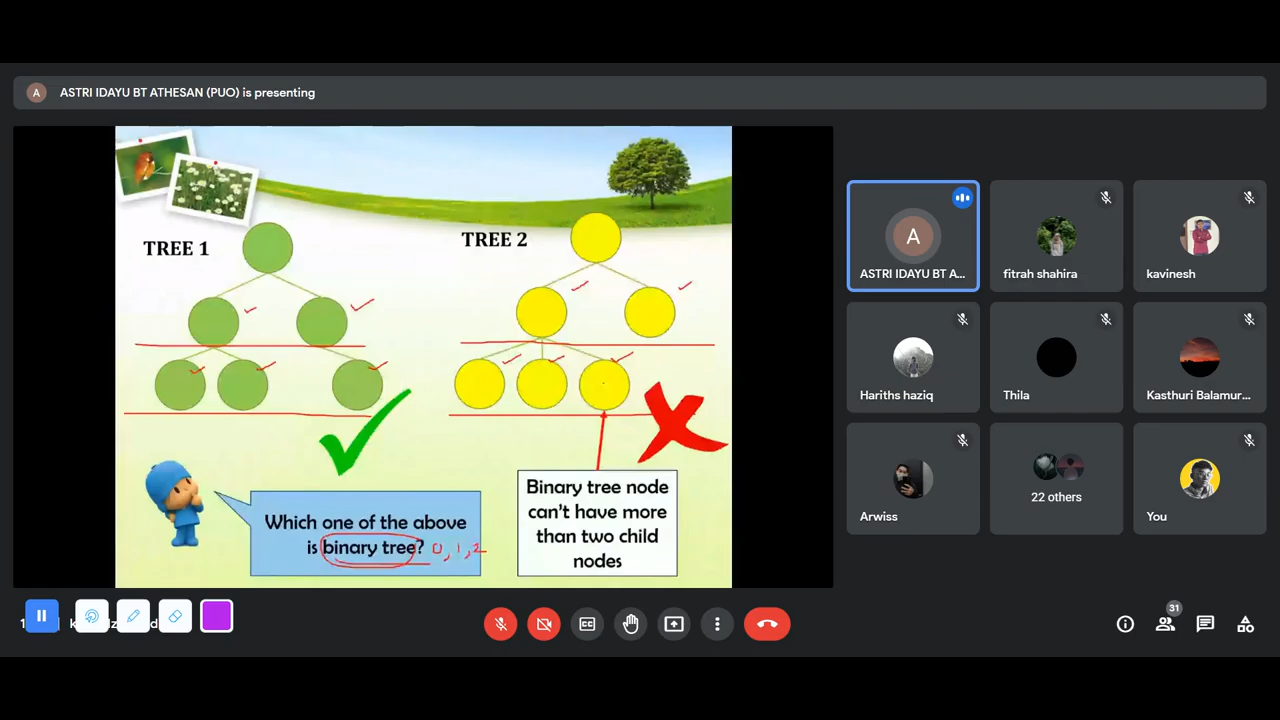 ASTRI IDAYU BT ATHESAN (PUO) is presenting
A
TREE 1
TREE 2
Which one of the above
is binary tree? 0, 1, 2
Binary tree node
can't have more
than two child
nodes
A
ASTRI IDAYU BT A...
fitrah shahira
kavinesh
Hariths haziq
Thila
Kasthuri Balamur...
Arwiss
22 others
You
CC
31